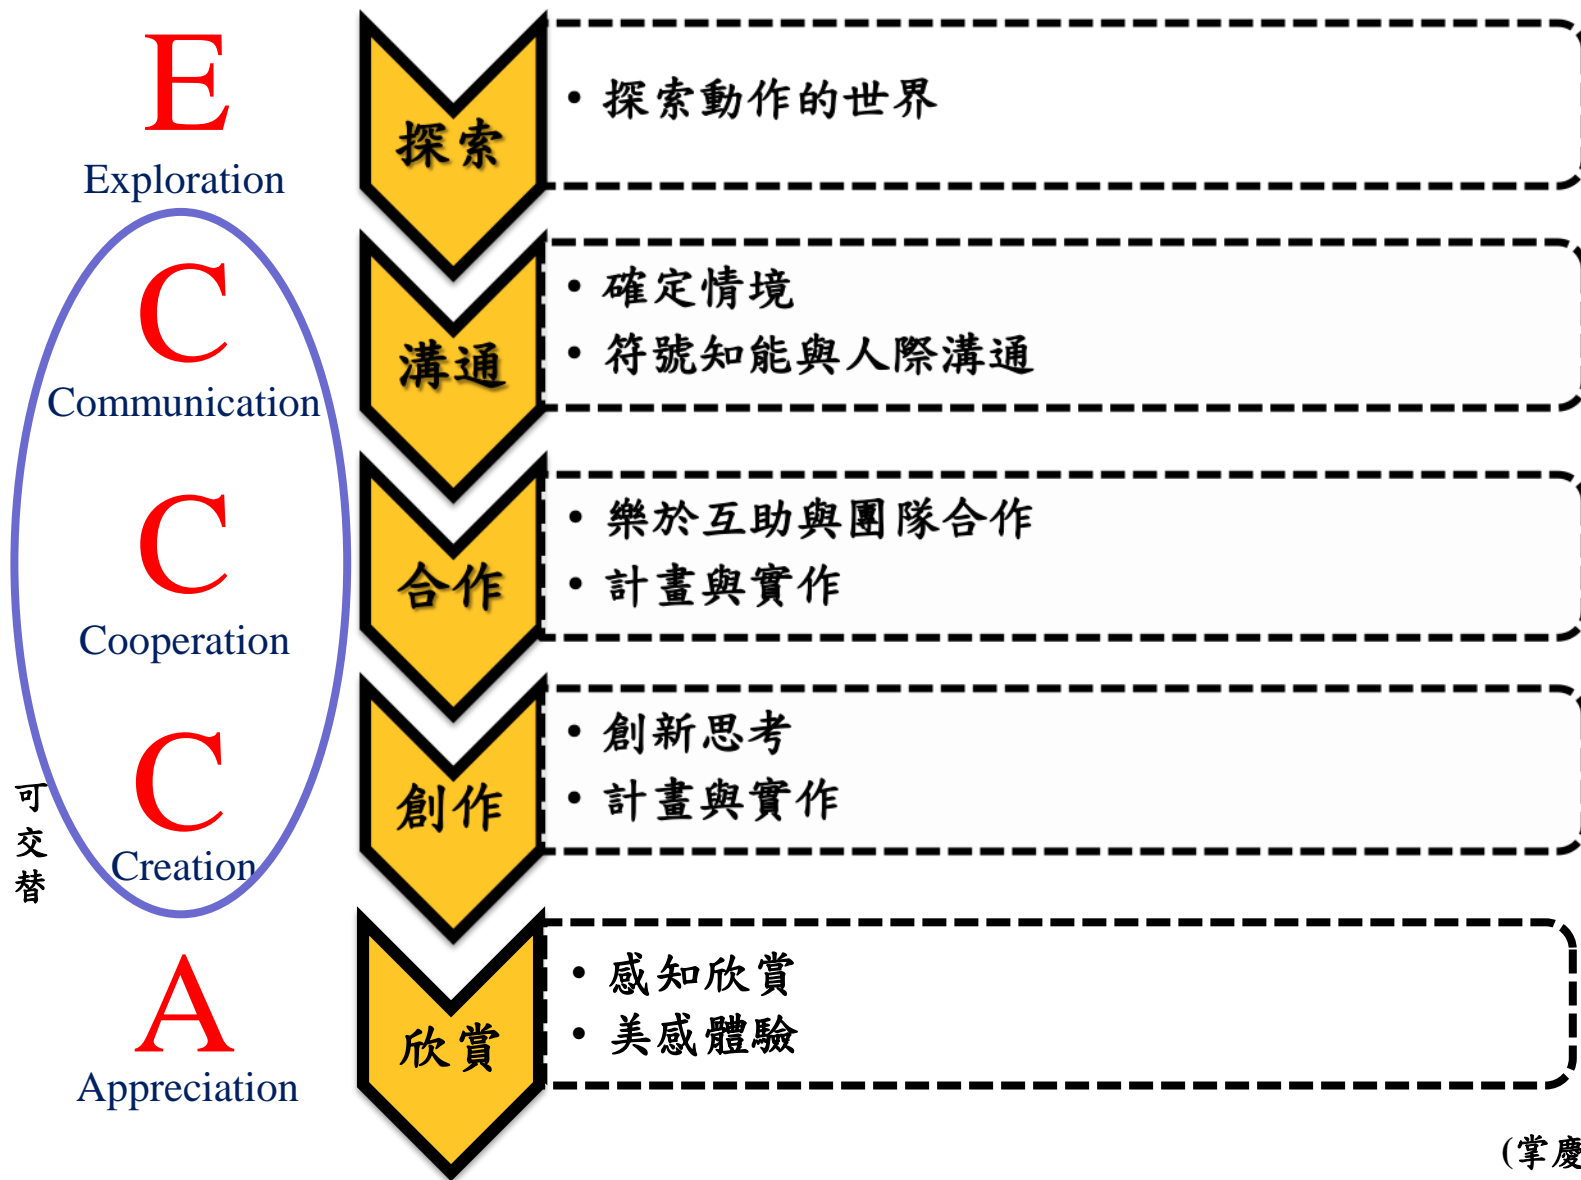 E
Exploration
探索
• 探索動作的世界
C
Communication
溝通
• 確定情境
• 符號知能與人際溝通
C
Cooperation
合作
• 樂於互助與團隊合作
• 計畫與實作
C
Creation
可交替
創作
• 創新思考
• 計畫與實作
A
Appreciation
欣賞
• 感知欣賞
• 美感體驗
(掌慶